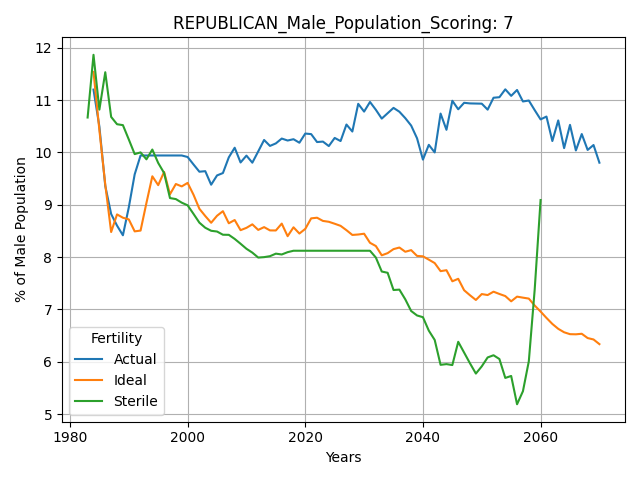 REPUBLICAN_Male_Population_Scoring: 7
% of Male Population
12
11
10
9
8
7
6
5
Fertility
Actual
Ideal
Sterile
1980
2000
2020
2040
2060
Years